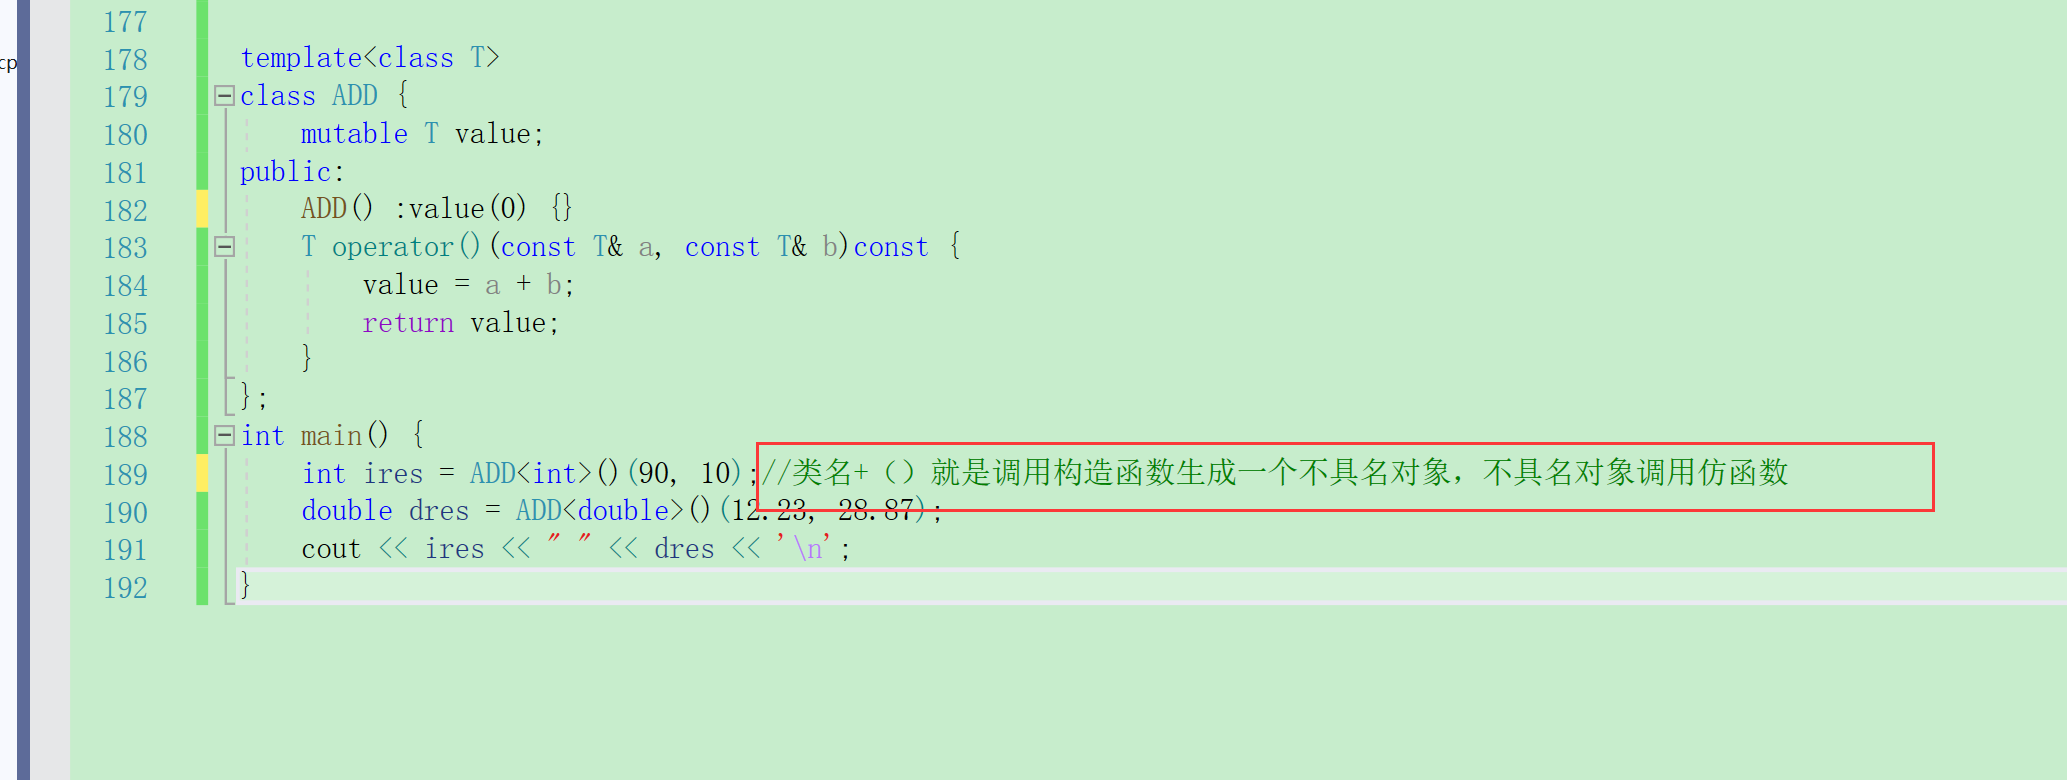 177
cp
178 template<class T>
179 class ADD {
180 mutable T value;
181 public:
182 ADD() :value(0) {}
183 T operator()(const T& a, const T& b)const {
184 value = a + b;
185 return value;
186 }
187 };
188 int main() {
189 int ires = ADD<int>()(90, 10);//类名+（）就是调用构造函数生成一个不具名对象，不具名对象调用仿函数
190 double dres = ADD<double>()(12.23, 28.87);
191 cout << ires << " " << dres << '\n';
192 }